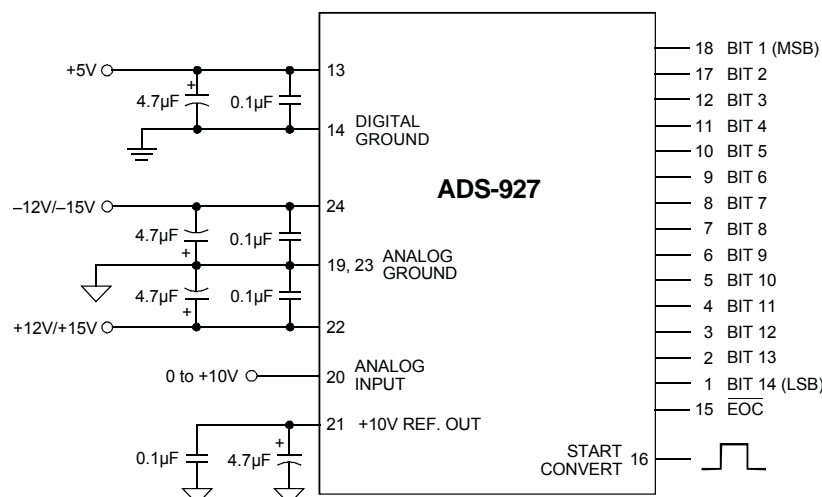 +5V
4.7µF
+
0.1µF
13
14 DIGITAL
GROUND
–12V/–15V
4.7µF
+
0.1µF
24
19, 23 ANALOG
GROUND
4.7µF
+
0.1µF
+12V/+15V
22
0 to +10V
20 ANALOG
INPUT
21 +10V REF. OUT
0.1µF
4.7µF
+
ADS-927
START
CONVERT 16
18 BIT 1 (MSB)
17 BIT 2
12 BIT 3
11 BIT 4
10 BIT 5
9 BIT 6
8 BIT 7
7 BIT 8
6 BIT 9
5 BIT 10
4 BIT 11
3 BIT 12
2 BIT 13
1 BIT 14 (LSB)
15 EOC